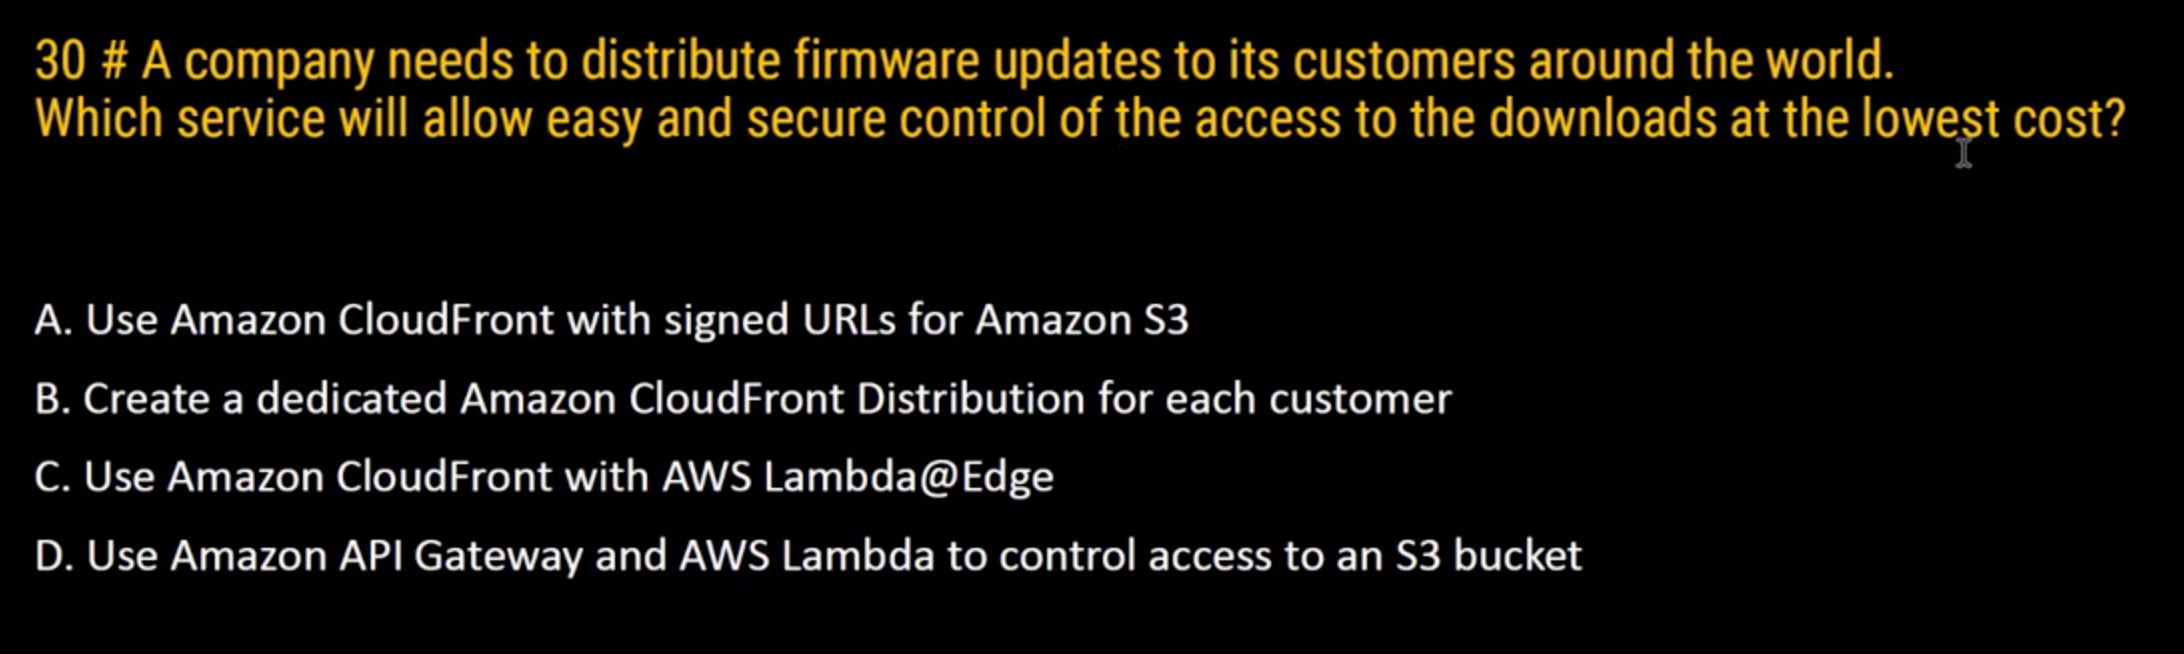 30 # A company needs to distribute firmware updates to its customers around the world.
Which service will allow easy and secure control of the access to the downloads at the lowest cost?
A. Use Amazon CloudFront with signed URLs for Amazon S3
B. Create a dedicated Amazon CloudFront Distribution for each customer
C. Use Amazon CloudFront with AWS Lambda@Edge
D. Use Amazon API Gateway and AWS Lambda to control access to an S3 bucket